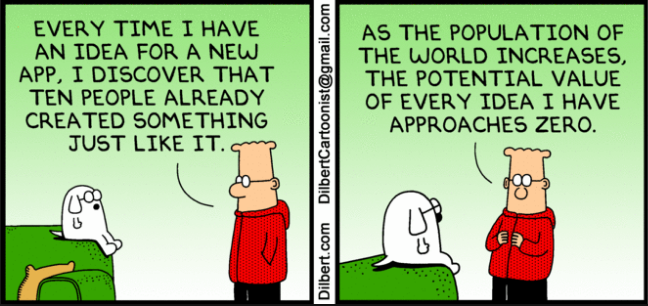 EVERY TIME I HAVE
AN IDEA FOR A NEW
APP, I DISCOVER THAT
TEN PEOPLE ALREADY
CREATED SOMETHING
JUST LIKE IT.
Dilbert.com DilbertCartoonist@gmail.com
AS THE POPULATION OF
THE WORLD INCREASES,
THE POTENTIAL VALUE
OF EVERY IDEA I HAVE
APPROACHES ZERO.